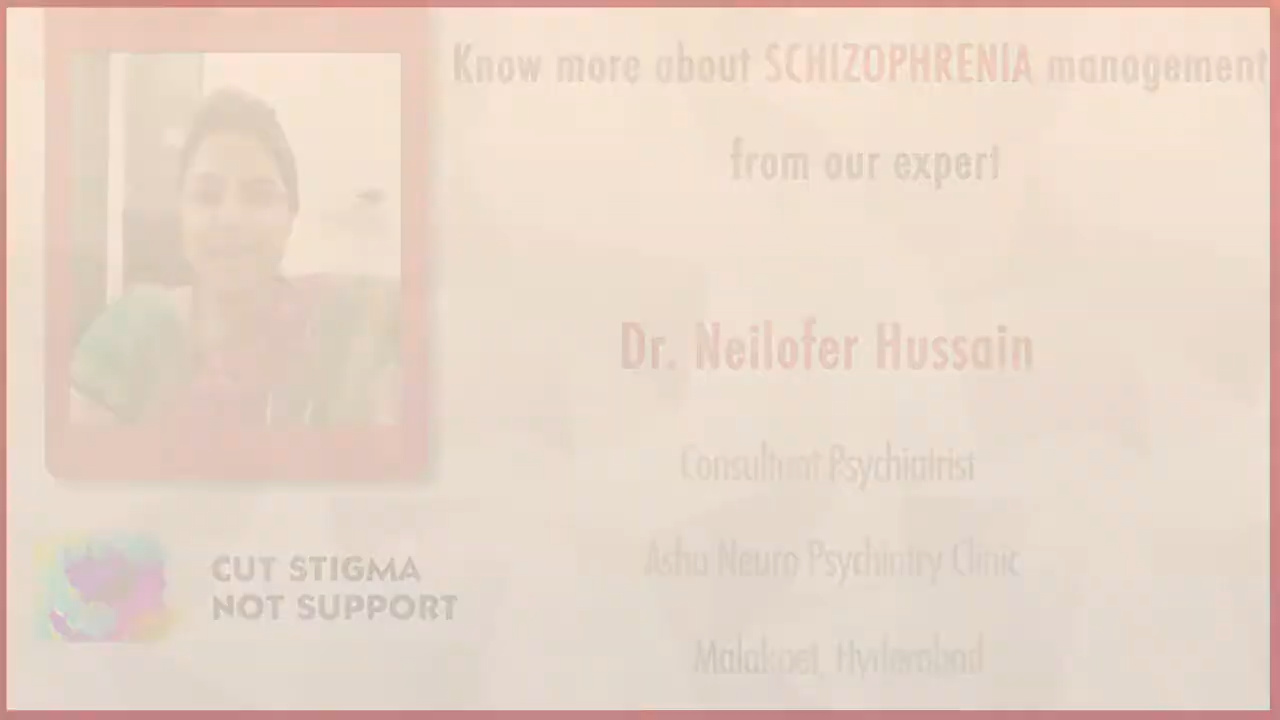 Know more about SCHIZOPHRENIA management
from our expert
Dr. Neilofer Hussain
Consultant Psychiatrist
Asha Neuro Psychiatry Clinic
Malakpet, Hyderabad
CUT STIGMA
NOT SUPPORT